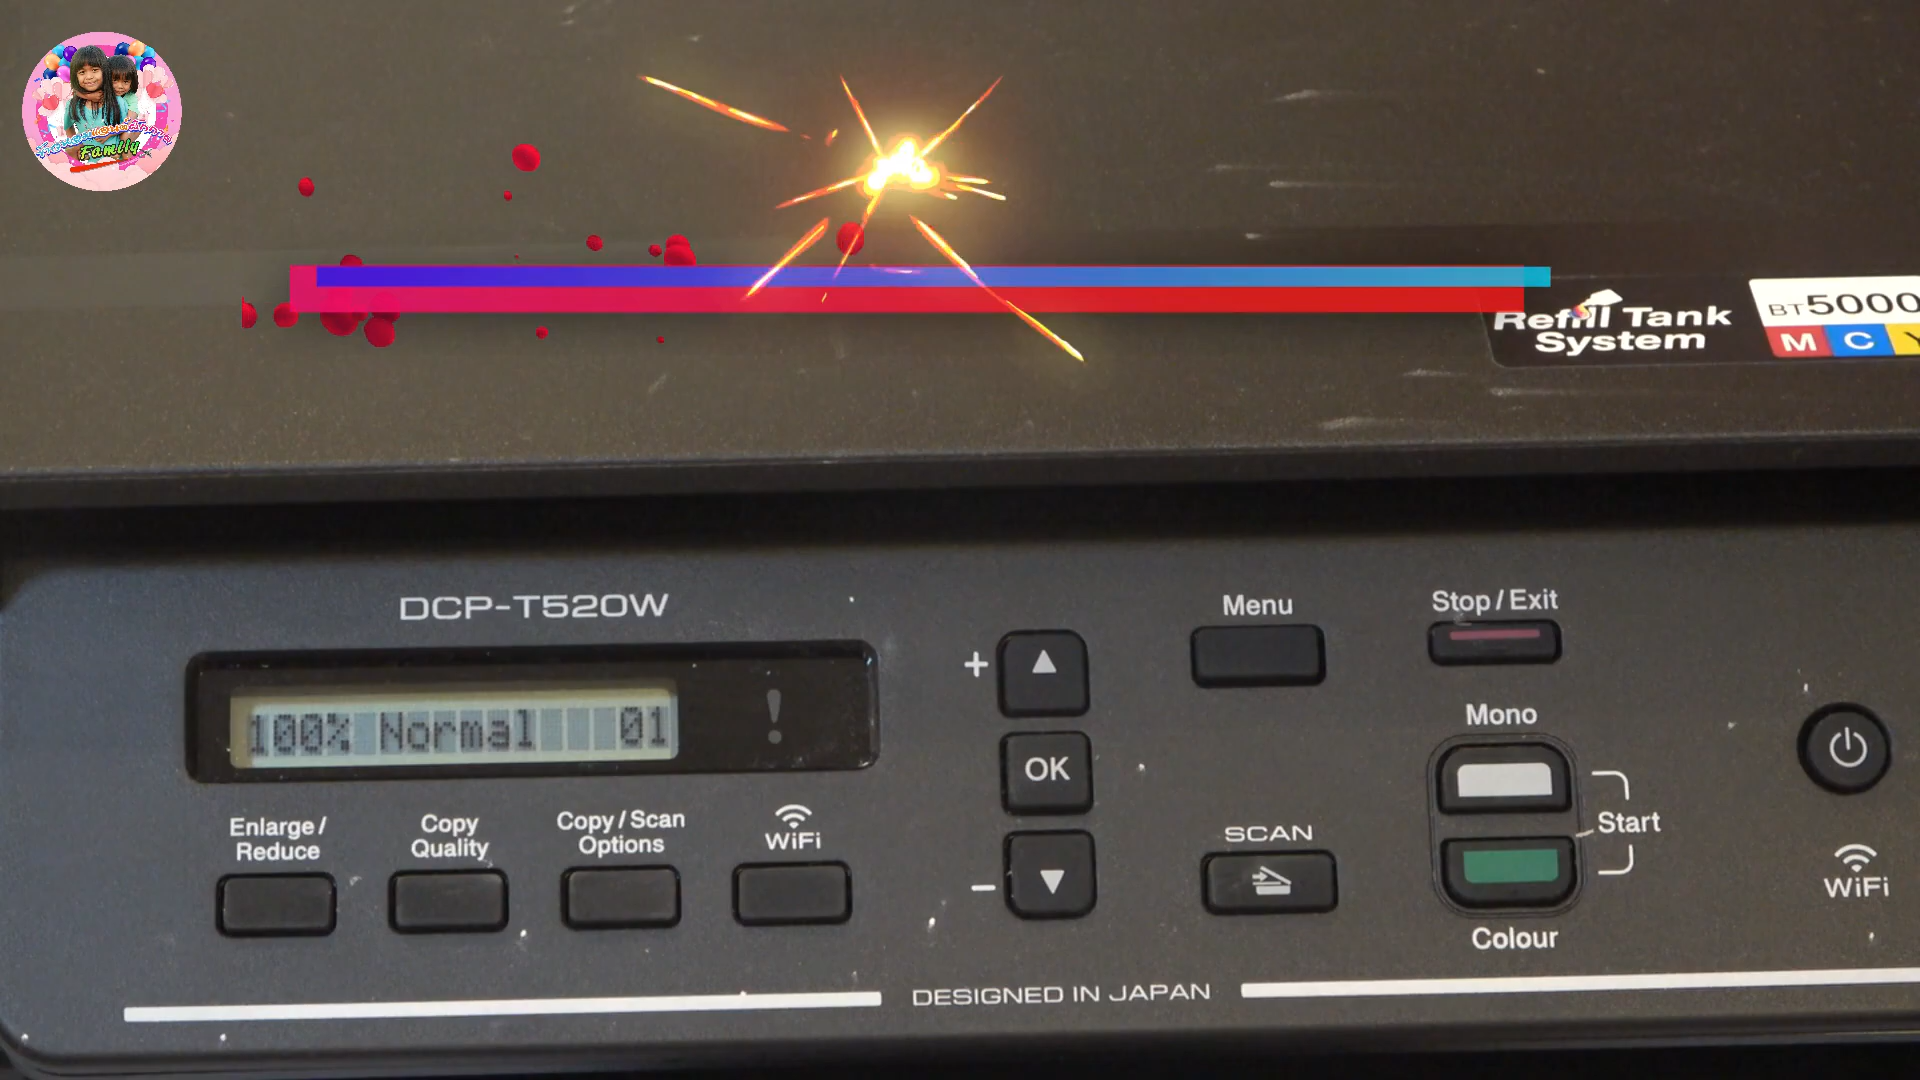 Family
Refill Tank
System
BT5000
M C Y
DCP-T520W
100% Normal 01
Enlarge /
Reduce
Copy
Quality
Copy / Scan
Options
WiFi
+
OK
−
Menu
SCAN
Stop / Exit
Mono
Start
Colour
WiFi
DESIGNED IN JAPAN